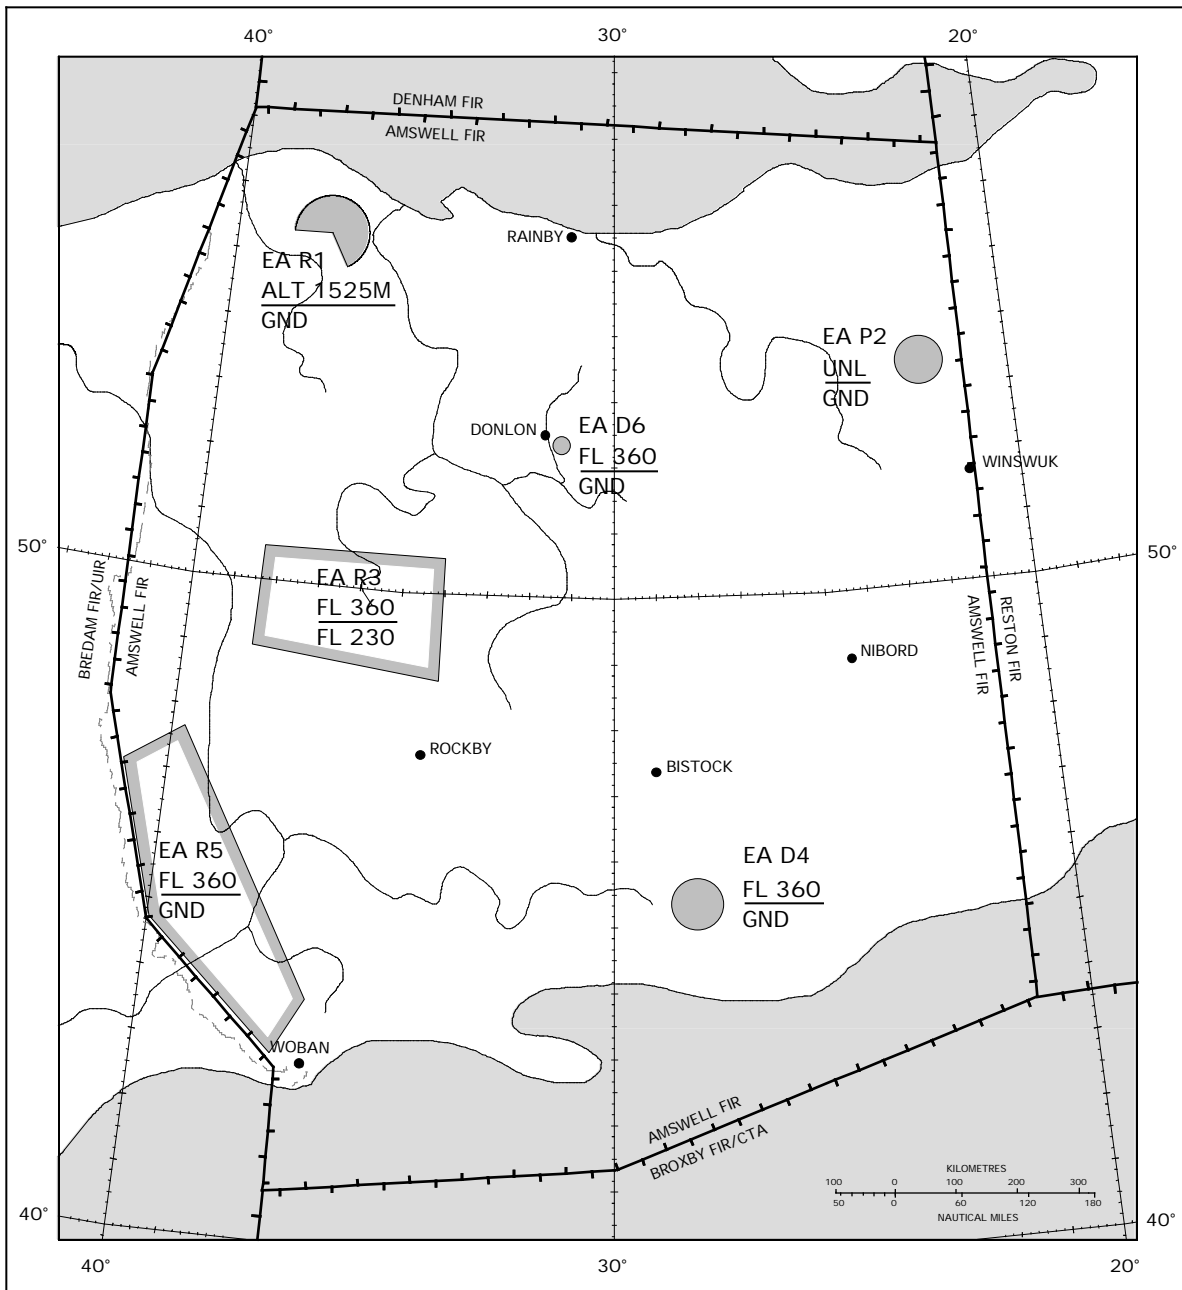 40°
30°
20°
DENHAM FIR
AMSWELL FIR
RAINBY
EA R1
ALT 1525M
GND
EA P2
UNL
GND
DONLON
EA D6
FL 360
GND
WINSWUK
50°
50°
BREDAM FIR/UIR
AMSWELL FIR
EA R3
FL 360
FL 230
RESTON FIR
AMSWELL FIR
NIBORD
ROCKBY
BISTOCK
EA R5
FL 360
GND
EA D4
FL 360
GND
WOBAN
AMSWELL FIR
BROXBY FIR/CTA
KILOMETRES
100 0 100 200 300
50 0 60 120 180
NAUTICAL MILES
40°
40°
40°
30°
20°